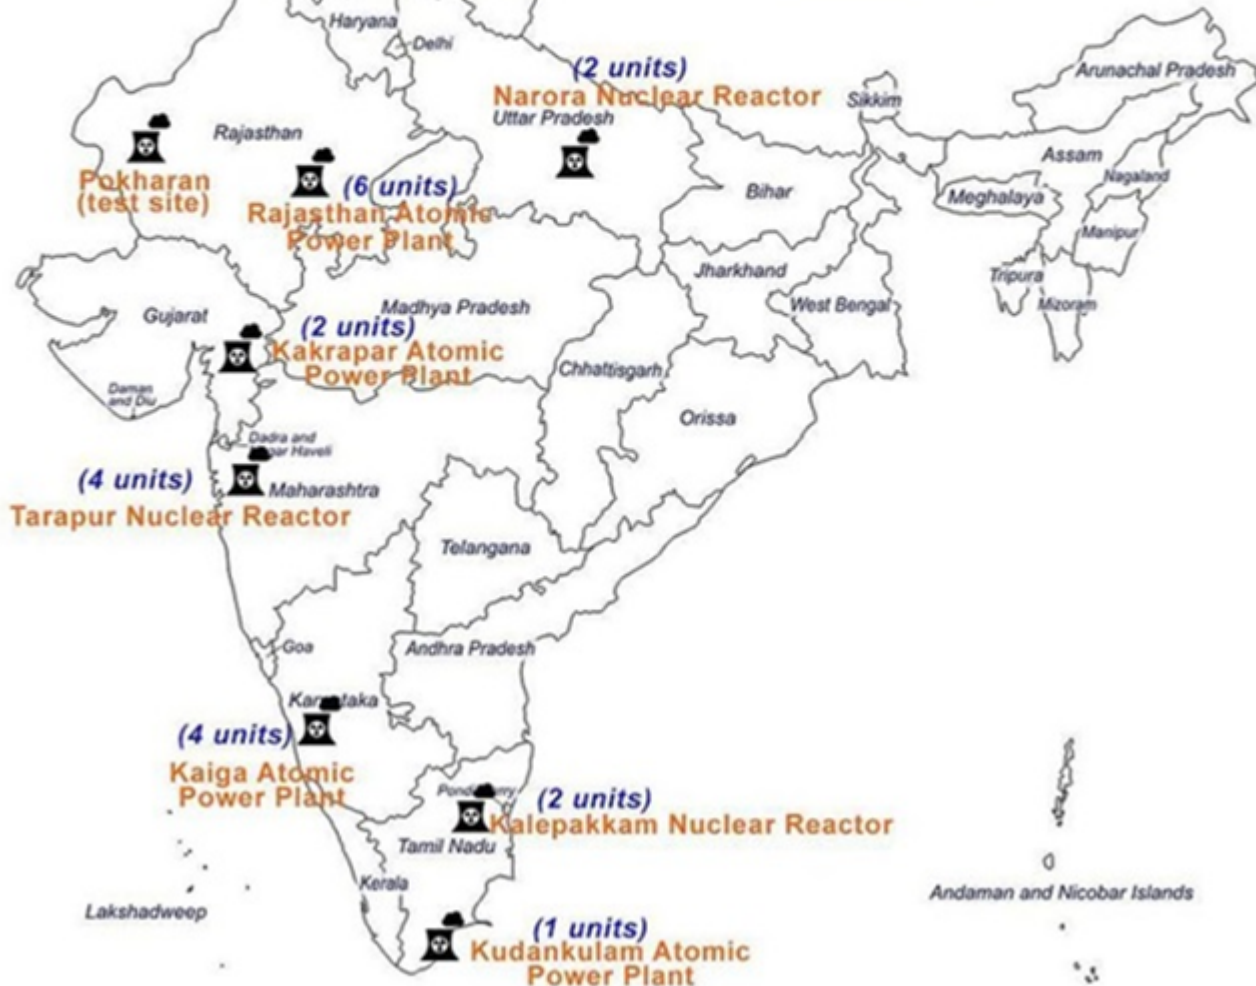 Haryana
Delhi
(2 units)
Narora Nuclear Reactor
Uttar Pradesh
Sikkim
Arunachal Pradesh
Rajasthan
Assam
Nagaland
Pokharan
(test site)
(6 units)
Rajasthan Atomic
Power Plant
Bihar
Meghalaya
Manipur
Jharkhand
Tripura
Mizoram
West Bengal
Gujarat
Madhya Pradesh
(2 units)
Kakrapar Atomic
Power Plant
Chhattisgarh
Daman
and Diu
Orissa
Dadra and
Haveli
(4 units)
Maharashtra
Tarapur Nuclear Reactor
Telangana
Goa
Andhra Pradesh
Karnataka
(4 units)
Kaiga Atomic
Power Plant
(2 units)
Kalepakkam Nuclear Reactor
Tamil Nadu
Kerala
Lakshadweep
Andaman and Nicobar Islands
(1 units)
Kudankulam Atomic
Power Plant